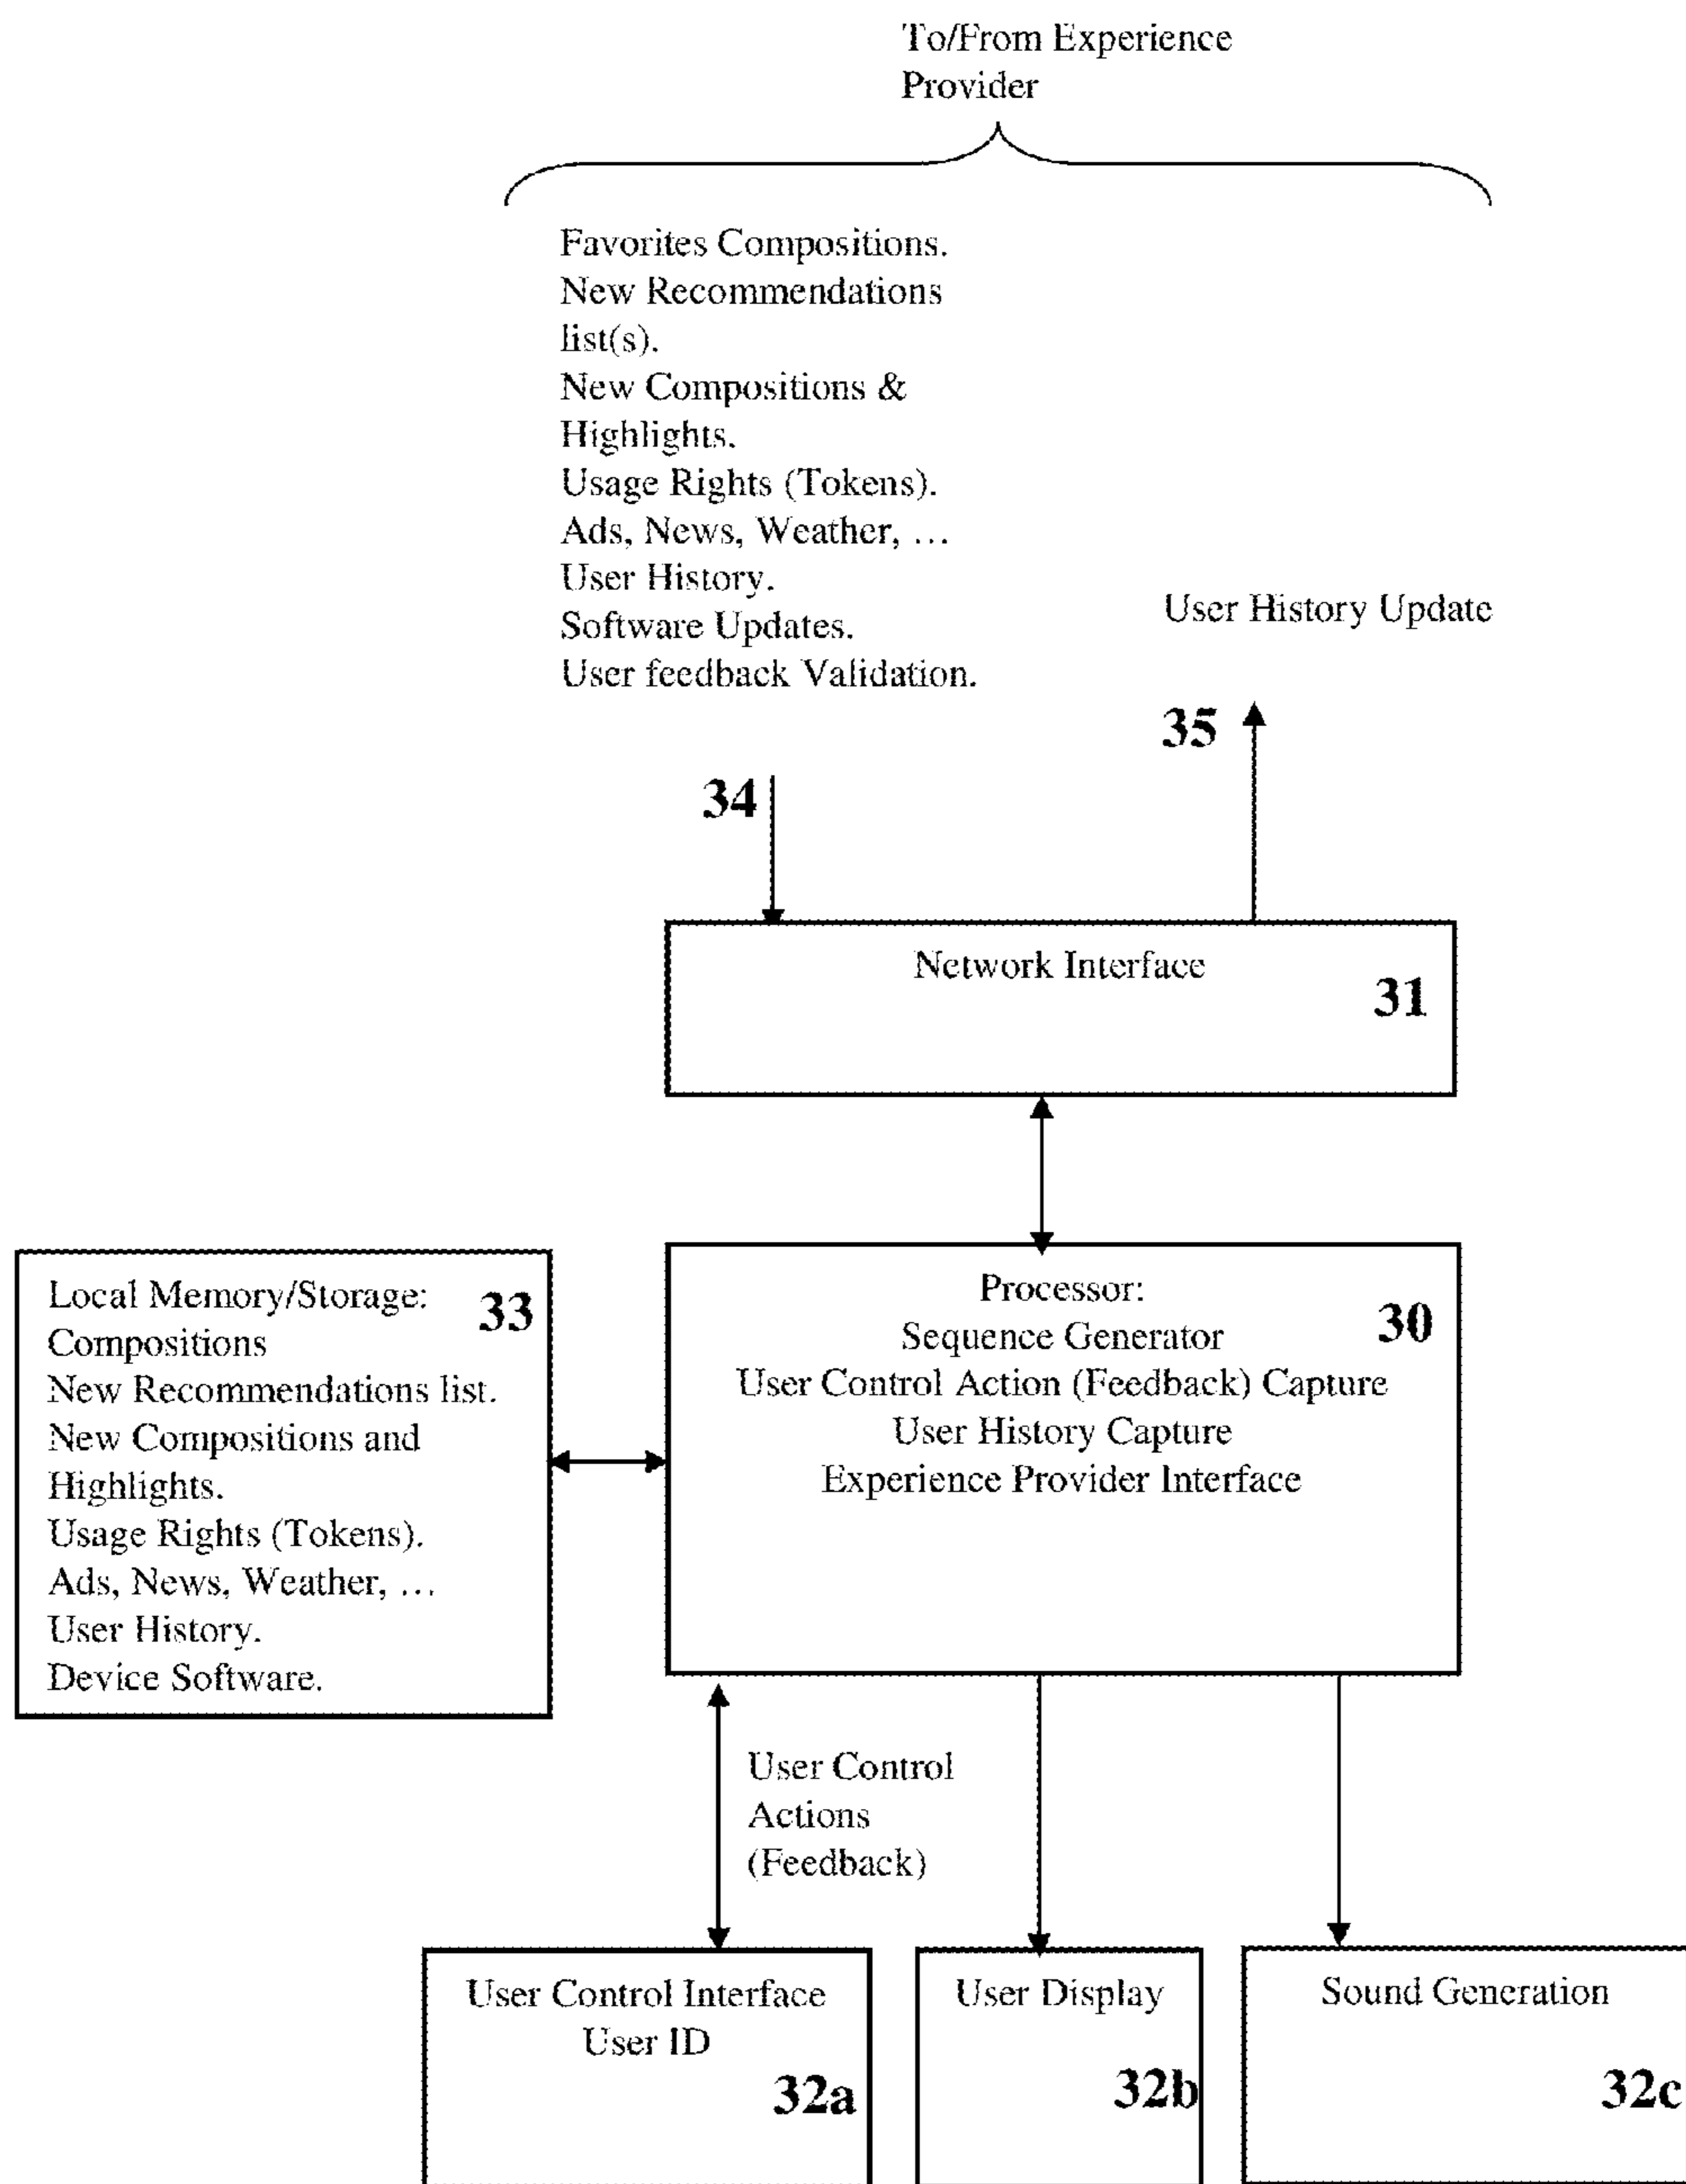 To/From Experience
Provider
Favorites Compositions.
New Recommendations
list(s).
New Compositions &
Highlights.
Usage Rights (Tokens).
Ads, News, Weather, …
User History.
Software Updates.
User feedback Validation.
User History Update
35
34
Network Interface
31
Local Memory/Storage:
33
Compositions
New Recommendations list.
New Compositions and
Highlights.
Usage Rights (Tokens).
Ads, News, Weather, …
User History.
Device Software.
Processor:
30
Sequence Generator
User Control Action (Feedback) Capture
User History Capture
Experience Provider Interface
User Control
Actions
(Feedback)
User Control Interface
User ID
32a
User Display
32b
Sound Generation
32c